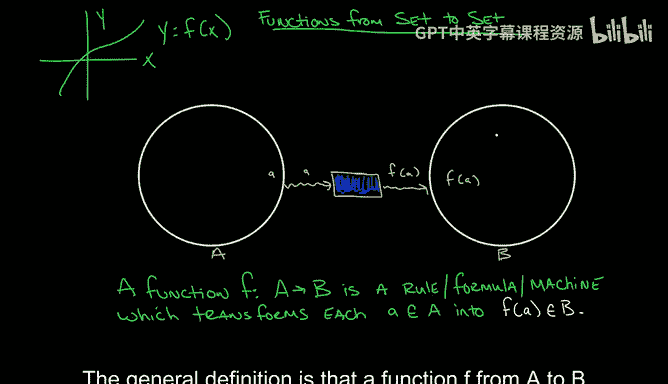 Functions from Set to Set
GPT中英字幕课程资源 bilibili
Y
y = f(x)
X
a
a
f(a)
f(a)
A
B
A function f: A → B is A RULE/FORMULA/MACHINE
which TRANSFORMS EACH a ∈ A into f(a) ∈ B.
The general definition is that a function f from A to B